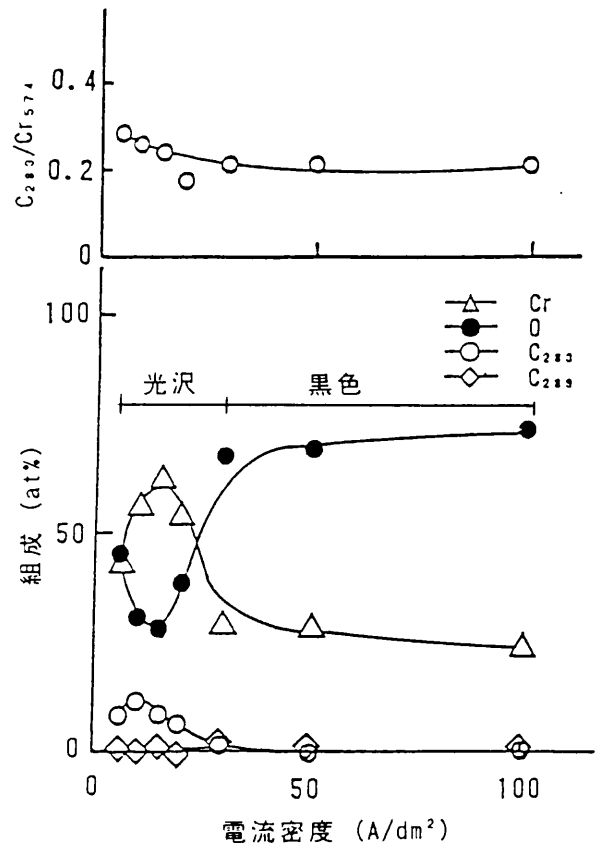 C₂₈₃/Cr₅₇₄
0.4
0.2
0
100
50
0
Cr
O
C₂₈₃
C₂₈₉
光沢
黒色
組成 (at%)
0
50
100
電流密度 (A/dm²)